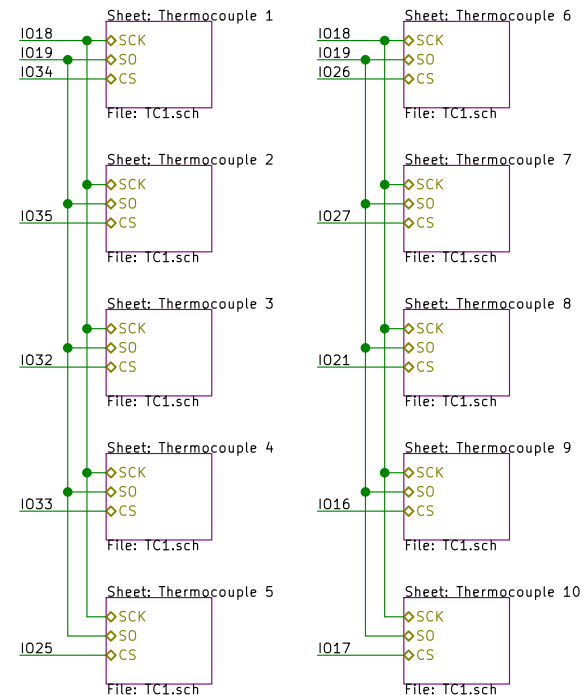 Sheet: Thermocouple 1
IO18
SCK
IO19
SO
IO34
CS
File: TC1.sch
Sheet: Thermocouple 2
SCK
SO
IO35
CS
File: TC1.sch
Sheet: Thermocouple 3
SCK
SO
IO32
CS
File: TC1.sch
Sheet: Thermocouple 4
SCK
SO
IO33
CS
File: TC1.sch
Sheet: Thermocouple 5
SCK
SO
IO25
CS
File: TC1.sch
Sheet: Thermocouple 6
IO18
SCK
IO19
SO
IO26
CS
File: TC1.sch
Sheet: Thermocouple 7
SCK
SO
IO27
CS
File: TC1.sch
Sheet: Thermocouple 8
SCK
SO
IO21
CS
File: TC1.sch
Sheet: Thermocouple 9
SCK
SO
IO16
CS
File: TC1.sch
Sheet: Thermocouple 10
SCK
SO
IO17
CS
File: TC1.sch